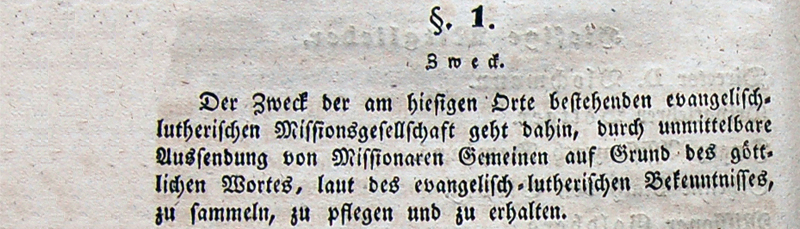 §. 1.
Zweck.
Der Zweck der am hiesigen Orte bestehenden evangelisch-
lutherischen Missionsgesellschaft geht dahin, durch unmittelbare
Aussendung von Missionaren Gemeinen auf Grund des gött-
lichen Wortes, laut des evangelisch-lutherischen Bekenntnisses,
zu sammeln, zu pflegen und zu erhalten.